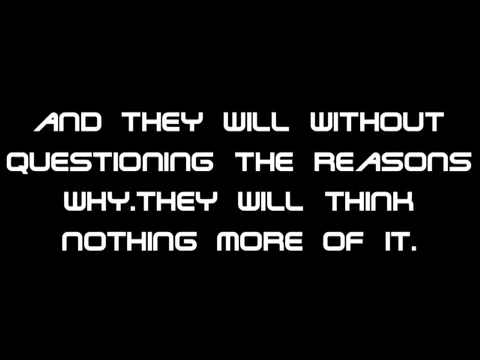 AND THEY WILL WITHOUT
QUESTIONING THE REASONS
WHY.THEY WILL THINK
NOTHING MORE OF IT.